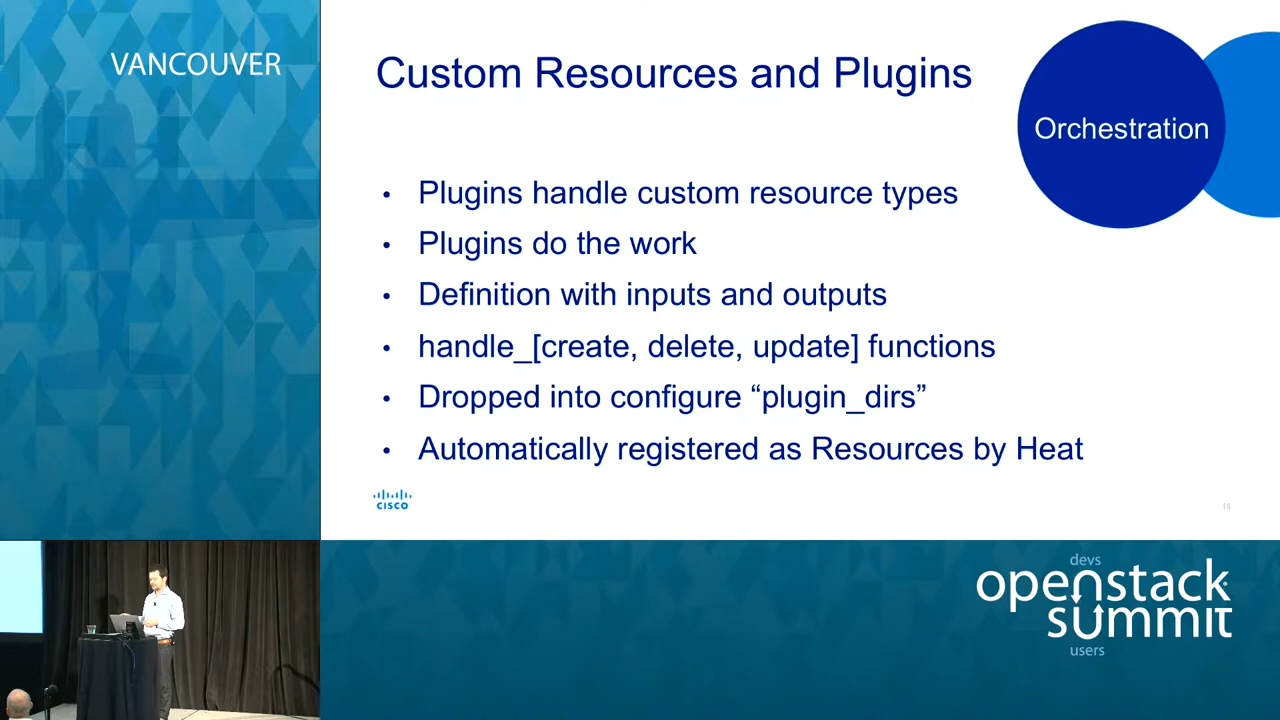 VANCOUVER
Custom Resources and Plugins
Orchestration
• Plugins handle custom resource types
• Plugins do the work
• Definition with inputs and outputs
• handle_[create, delete, update] functions
• Dropped into configure “plugin_dirs”
• Automatically registered as Resources by Heat
CISCO
18
devs
openstack
summit
users